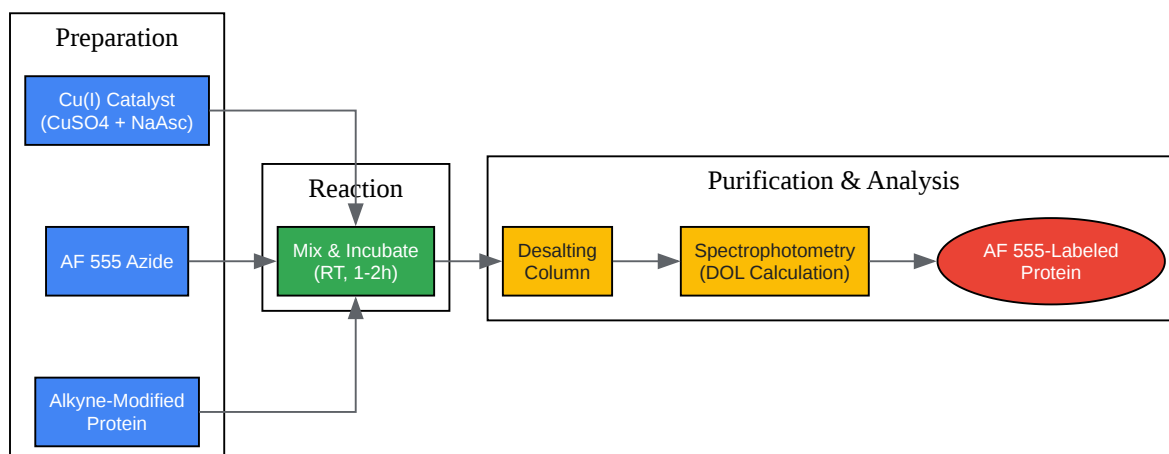 Preparation
Cu(I) Catalyst
(CuSO4 + NaAsc)
AF 555 Azide
Alkyne-Modified
Protein
Reaction
Mix & Incubate
(RT, 1-2h)
Purification & Analysis
Desalting
Column
Spectrophotometry
(DOL Calculation)
AF 555-Labeled
Protein